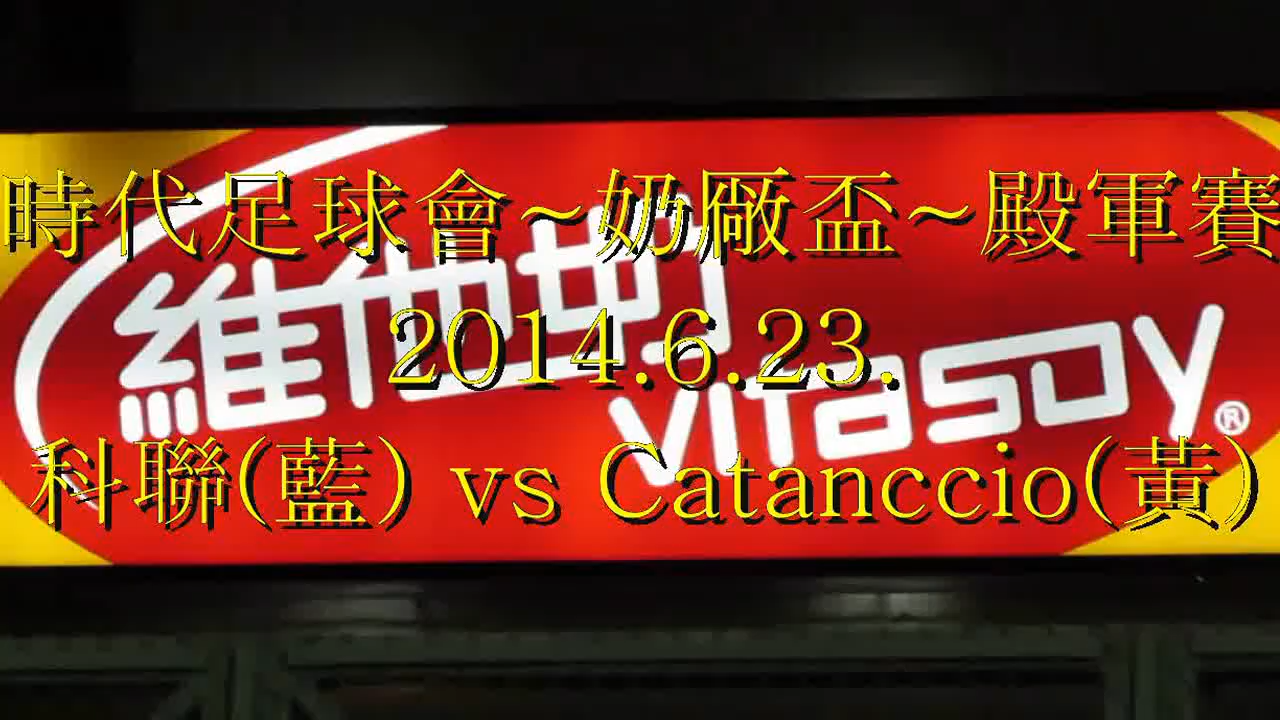 時代足球會~奶廠盃~殿軍賽
維他奶
2014.6.23.
vitasoy®
科聯(藍) vs Catanccio(黃)